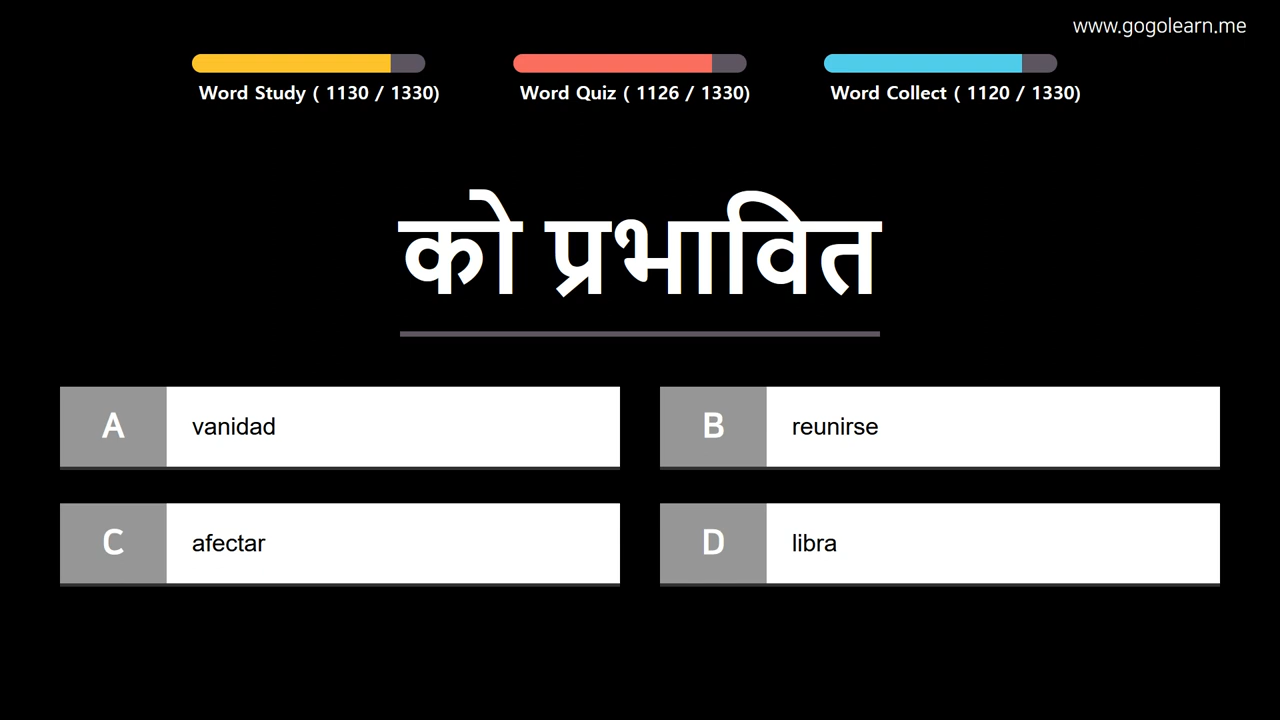 www.gogolearn.me
Word Study ( 1130 / 1330)
Word Quiz ( 1126 / 1330)
Word Collect ( 1120 / 1330)
को प्रभावित
A vanidad
B reunirse
C afectar
D libra